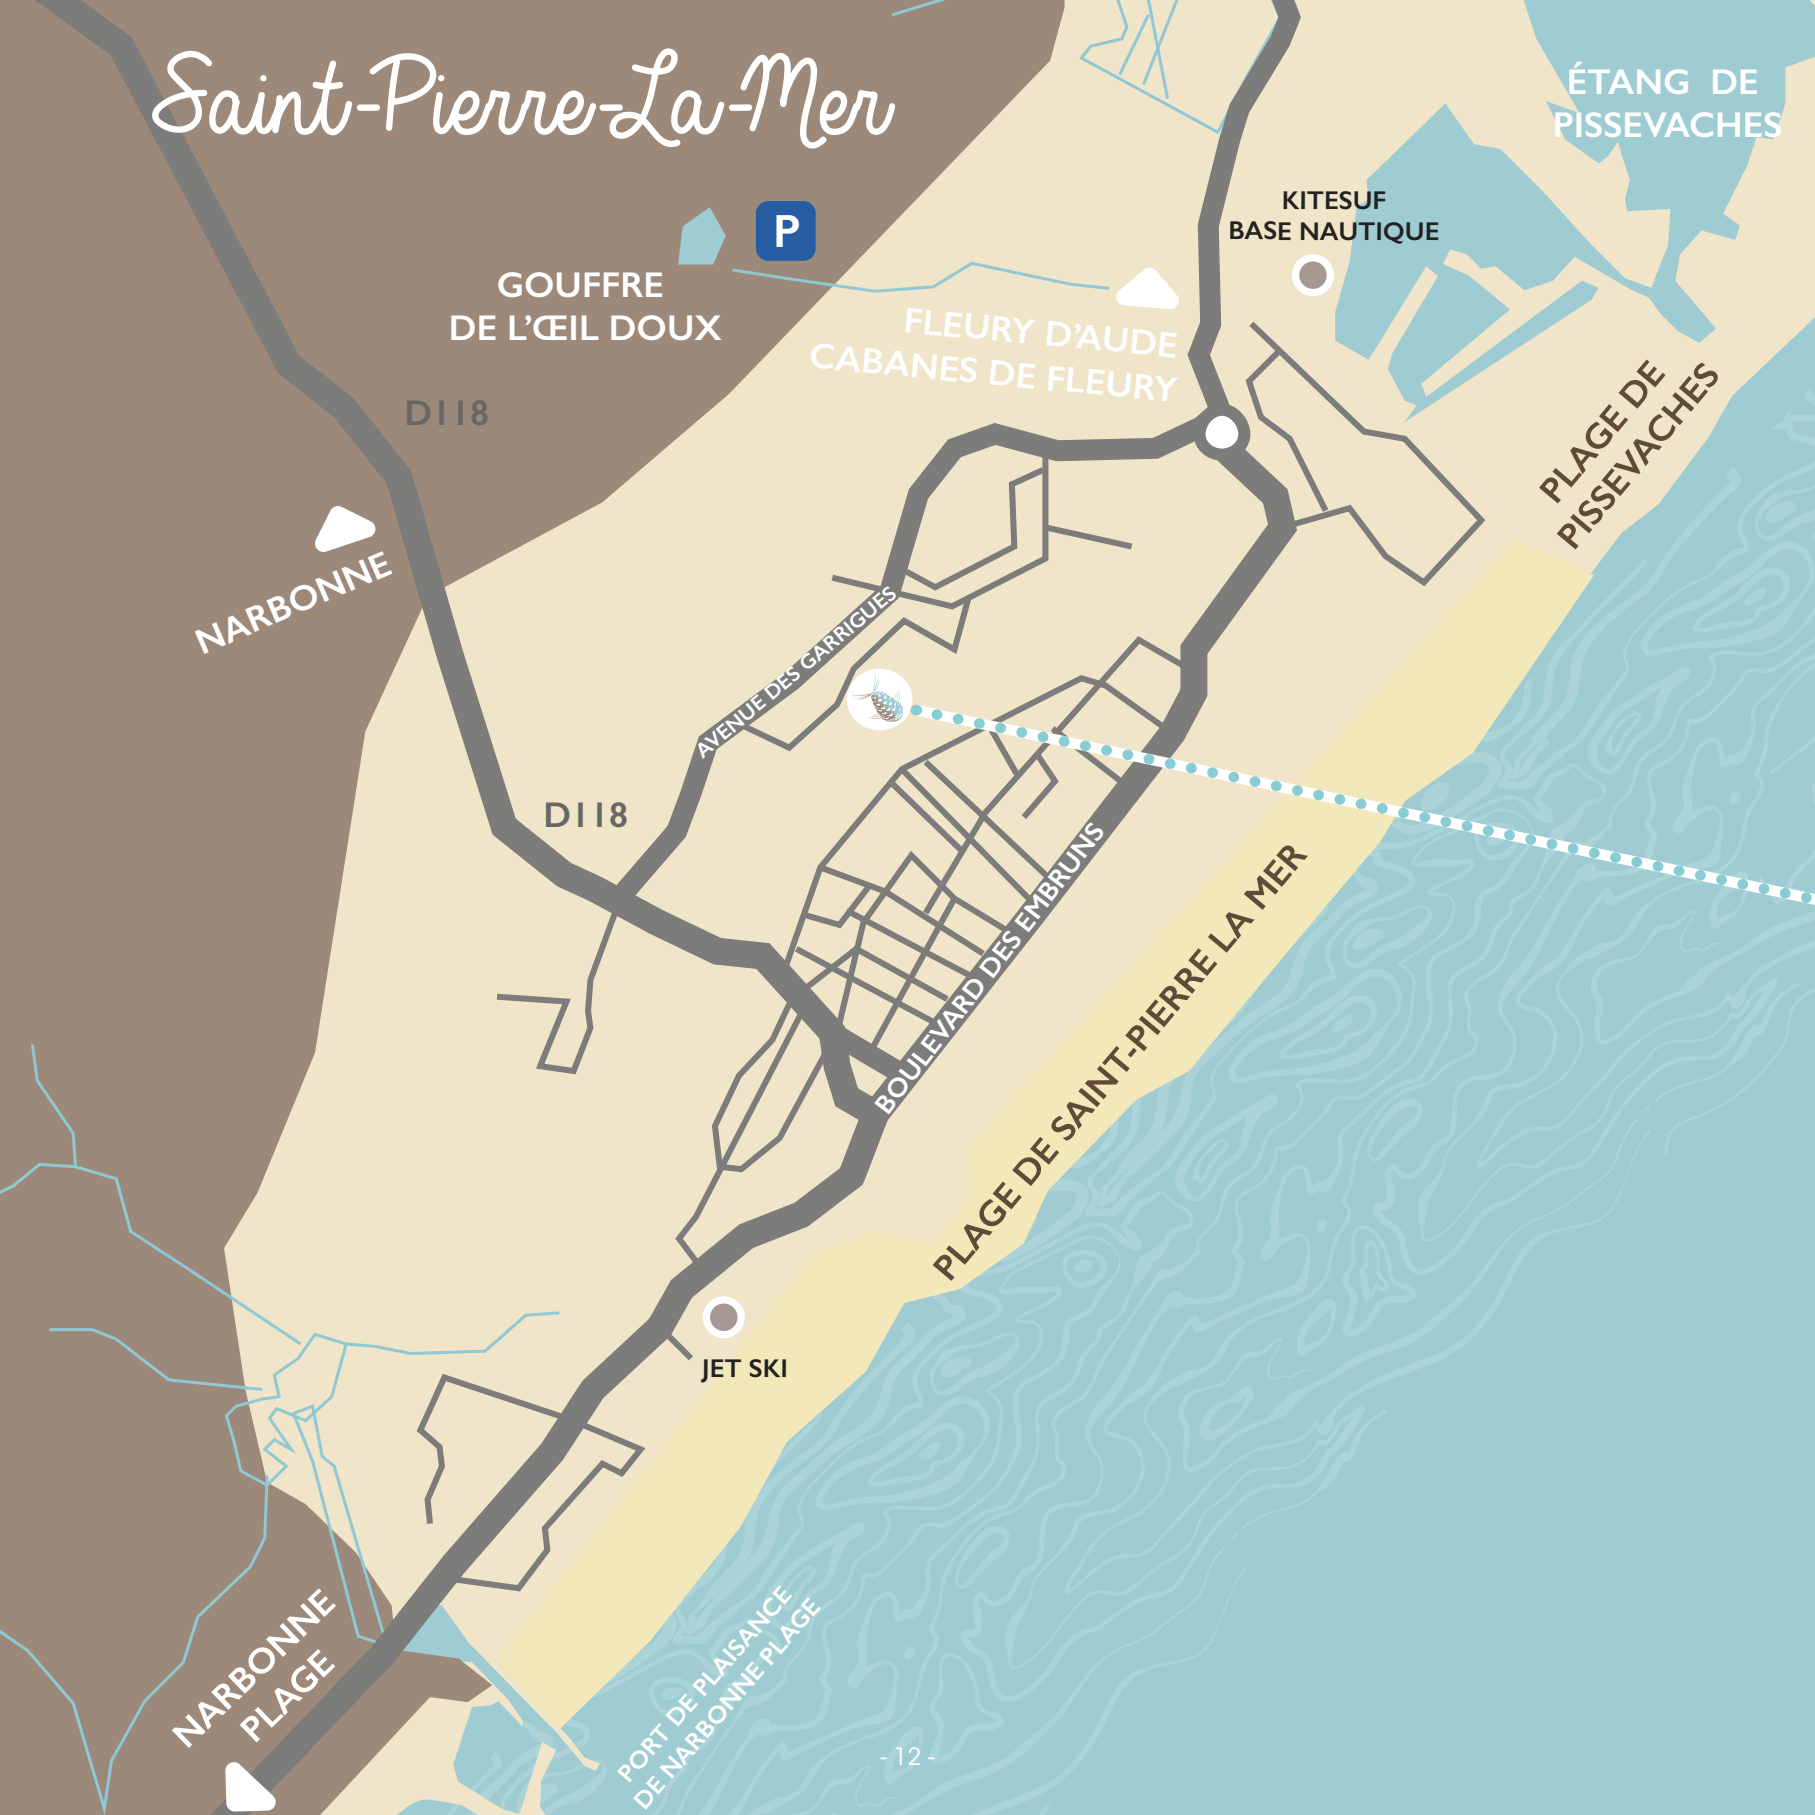 Saint-Pierre-La-Mer
ÉTANG DE
PISSEVACHES
KITESUF
BASE NAUTIQUE
P
GOUFFRE
DE L'ŒIL DOUX
FLEURY D'AUDE
CABANES DE FLEURY
D118
PLAGE DE
PISSEVACHES
NARBONNE
AVENUE DES GARRIGUES
D118
BOULEVARD DES EMBRUNS
PLAGE DE SAINT-PIERRE LA MER
JET SKI
NARBONNE
PLAGE
PORT DE PLAISANCE
DE NARBONNE PLAGE
- 12 -